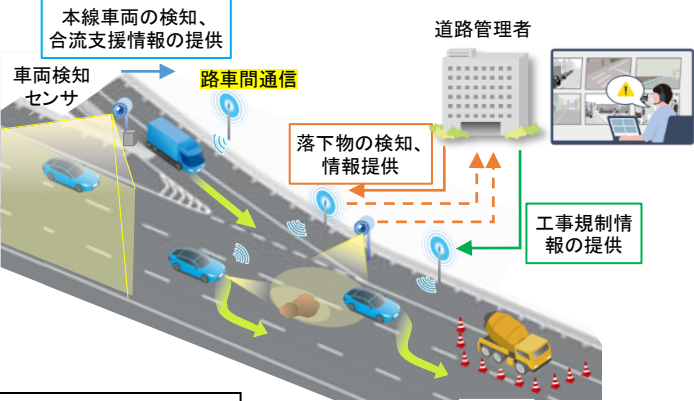 本線車両の検知、
合流支援情報の提供
道路管理者
車両検知
センサ
路車間通信
落下物の検知、
情報提供
工事規制情
報の提供